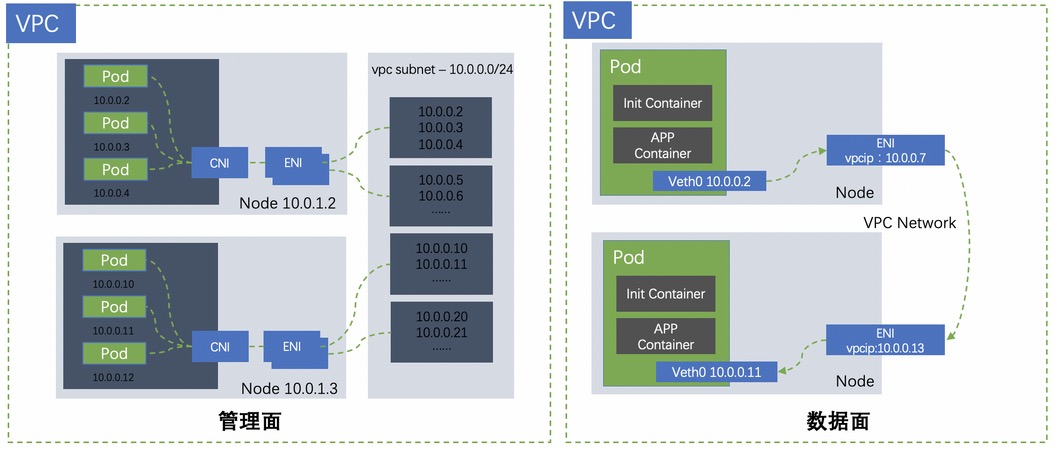 VPC
Pod
10.0.0.2
Pod
10.0.0.3
Pod
10.0.0.4
CNI
ENI
Node 10.0.1.2
Pod
10.0.0.10
Pod
10.0.0.11
Pod
10.0.0.12
CNI
ENI
Node 10.0.1.3
vpc subnet – 10.0.0.0/24
10.0.0.2
10.0.0.3
10.0.0.4
10.0.0.5
10.0.0.6
......
10.0.0.10
10.0.0.11
......
10.0.0.20
10.0.0.21
......
管理面
VPC
Pod
Init Container
APP
Container
Veth0 10.0.0.2
ENI
vpcip：10.0.0.7
Node
VPC Network
Pod
Init Container
APP
Container
Veth0 10.0.0.11
ENI
vpcip:10.0.0.13
Node
数据面